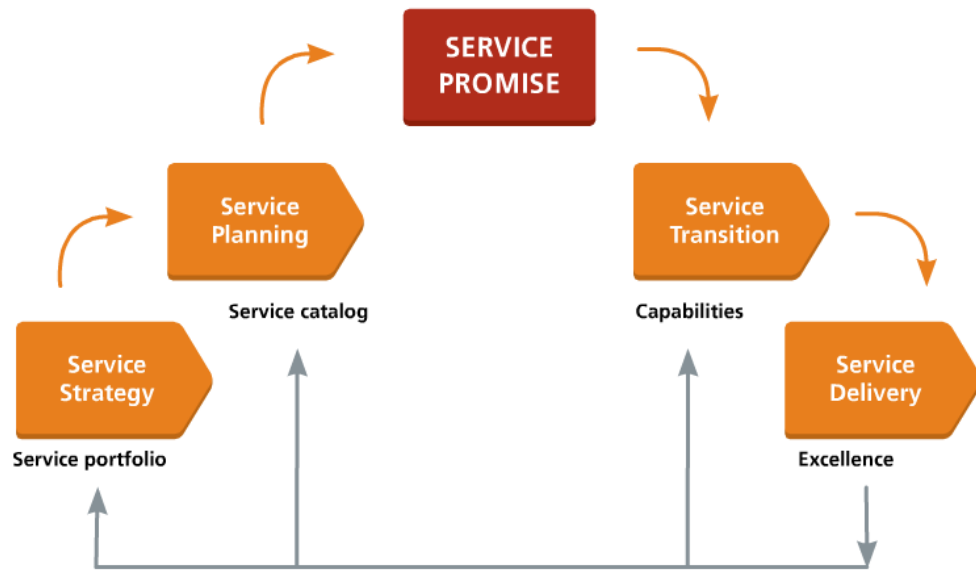 SERVICE
PROMISE
Service
Planning
Service
Transition
Service catalog
Capabilities
Service
Strategy
Service
Delivery
Service portfolio
Excellence